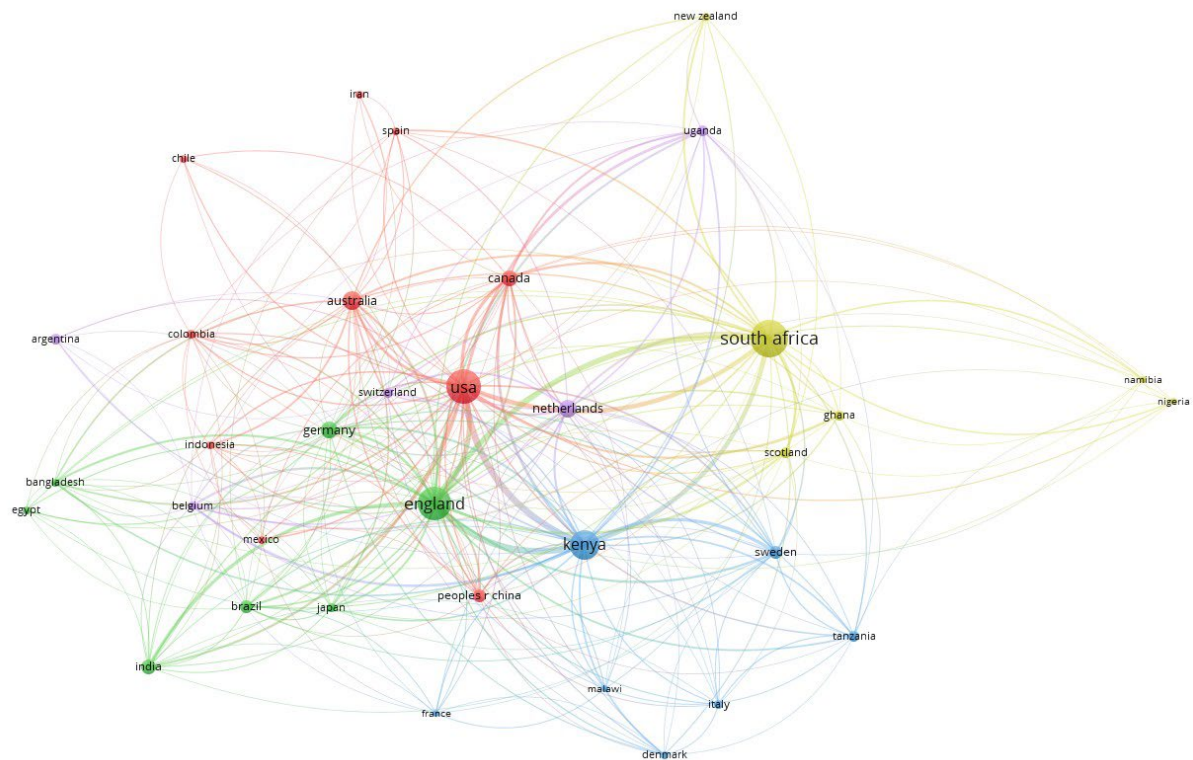 new zealand
iran
spain
uganda
chile
canada
australia
colombia
argentina
south africa
namibia
usa
switzerland
nigeria
netherlands
ghana
germany
indonesia
scotland
bangladesh
england
belgium
egypt
mexico
kenya
sweden
peoples r china
brazil
japan
tanzania
india
malawi
italy
france
denmark